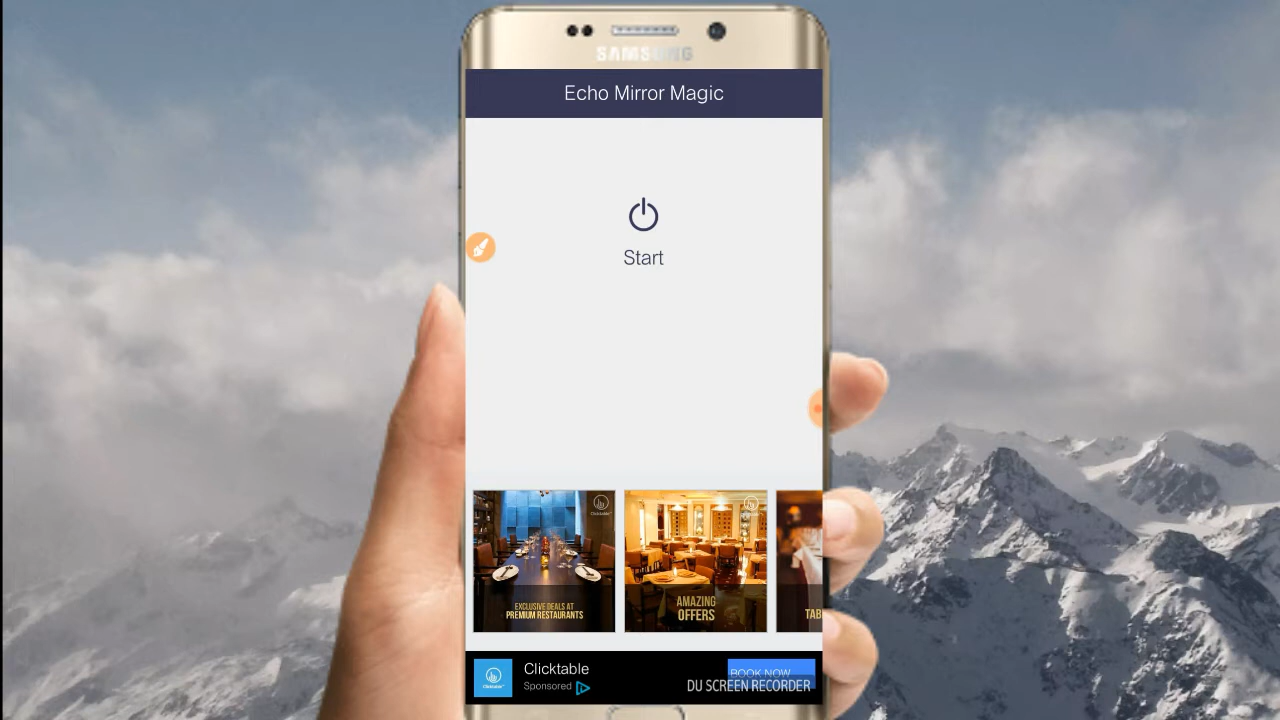 SAMSUNG
Echo Mirror Magic
Start
Clicktable
EXCLUSIVE DEALS AT
PREMIUM RESTAURANTS
AMAZING
OFFERS
TAB
Clicktable
Sponsored
BOOK NOW
DU SCREEN RECORDER